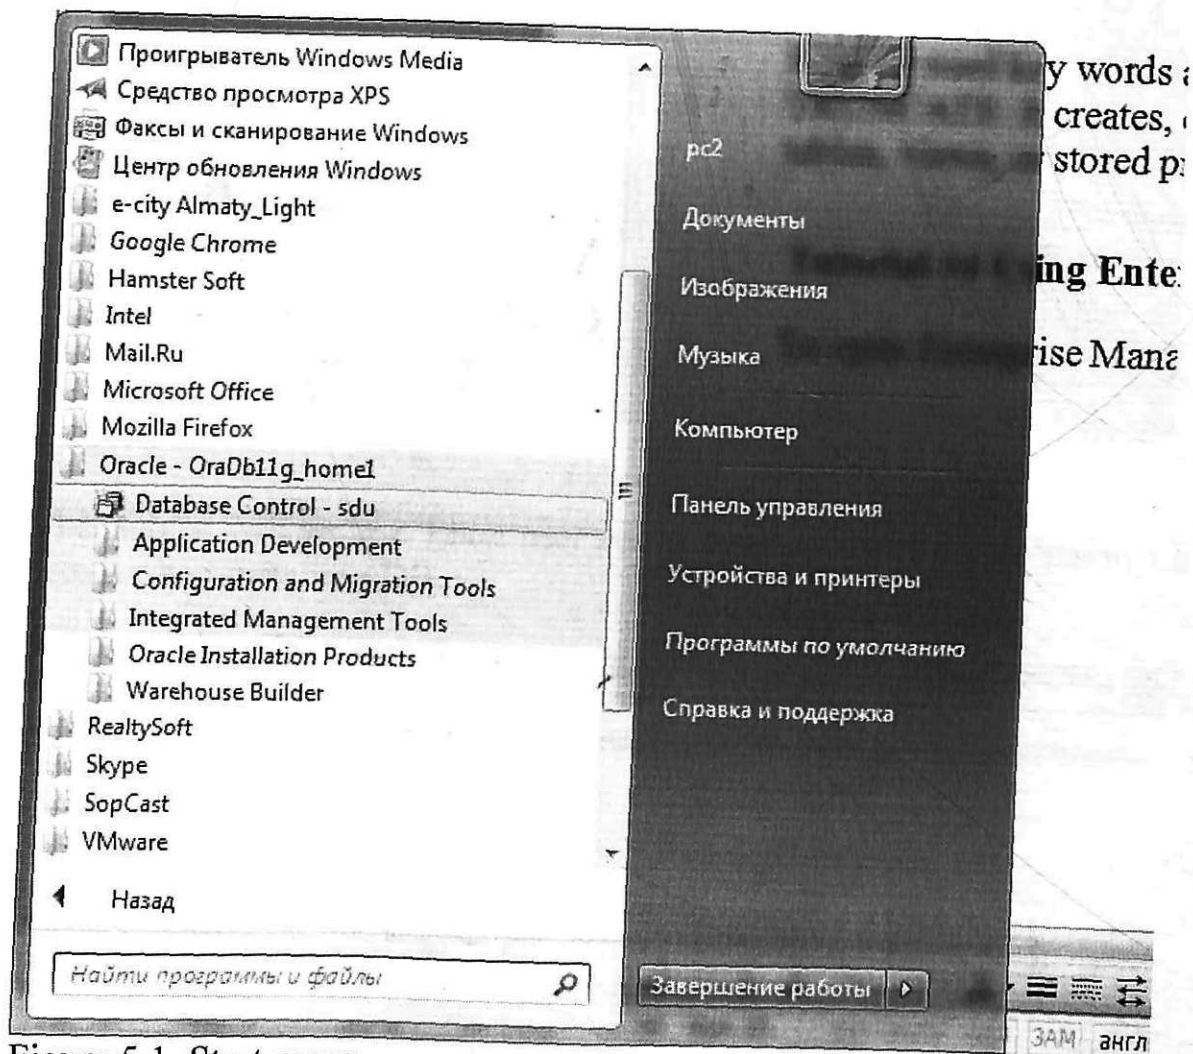 Проигрыватель Windows Media
Средство просмотра XPS
Факсы и сканирование Windows
Центр обновления Windows
e-city Almaty_Light
Google Chrome
Hamster Soft
Intel
Mail.Ru
Microsoft Office
Mozilla Firefox
Oracle - OraDb11g_home1
Database Control - sdu
Application Development
Configuration and Migration Tools
Integrated Management Tools
Oracle Installation Products
Warehouse Builder
RealtySoft
Skype
SopCast
VMware
Назад
Найти программы и файлы
pc2
Документы
Изображения
Музыка
Компьютер
Панель управления
Устройства и принтеры
Программы по умолчанию
Справка и поддержка
Завершение работы
y words
creates,
stored
ing Ente
rise Mana
ЗАМ англ